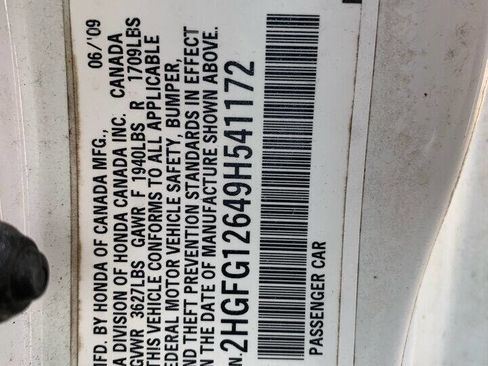 MFD. BY HONDA OF CANADA MFG., 06/'09
A DIVISION OF HONDA CANADA INC. CANADA
GVWR 3627LBS GAWR F 1940LBS R 1709LBS
THIS VEHICLE CONFORMS TO ALL APPLICABLE
FEDERAL MOTOR VEHICLE SAFETY, BUMPER,
AND THEFT PREVENTION STANDARDS IN EFFECT
ON THE DATE OF MANUFACTURE SHOWN ABOVE.
N.2HGFG12649H541172
PASSENGER CAR